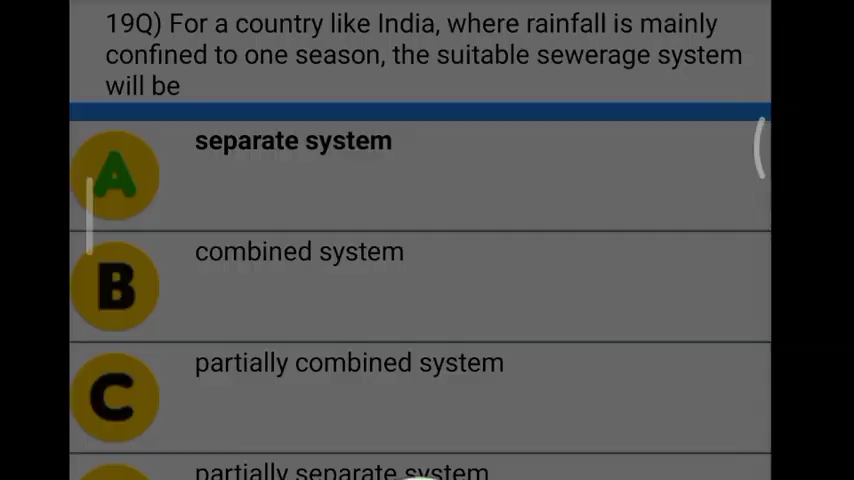 19Q) For a country like India, where rainfall is mainly
confined to one season, the suitable sewerage system
will be
A
separate system
B
combined system
C
partially combined system
partially separate system